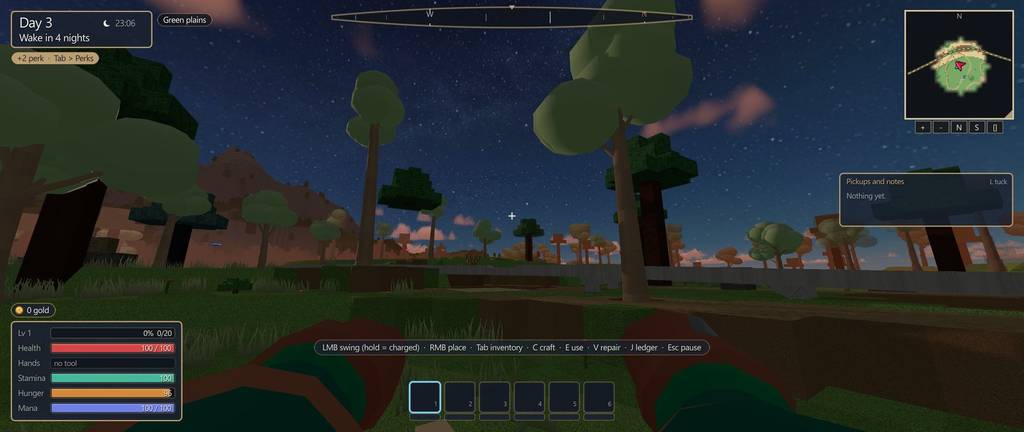 Day 3
23:06
Wake in 4 nights
Green plains
+2 perk · Tab > Perks
W
N
N
+ - N S []
Pickups and notes
L tuck
Nothing yet.
0 gold
Lv 1
0% 0/20
Health
100 / 100
Hands
no tool
Stamina
100
Hunger
Mana
100 / 100
LMB swing (hold = charged) · RMB place · Tab inventory · C craft · E use · V repair · J ledger · Esc pause
1 2 3 4 5 6